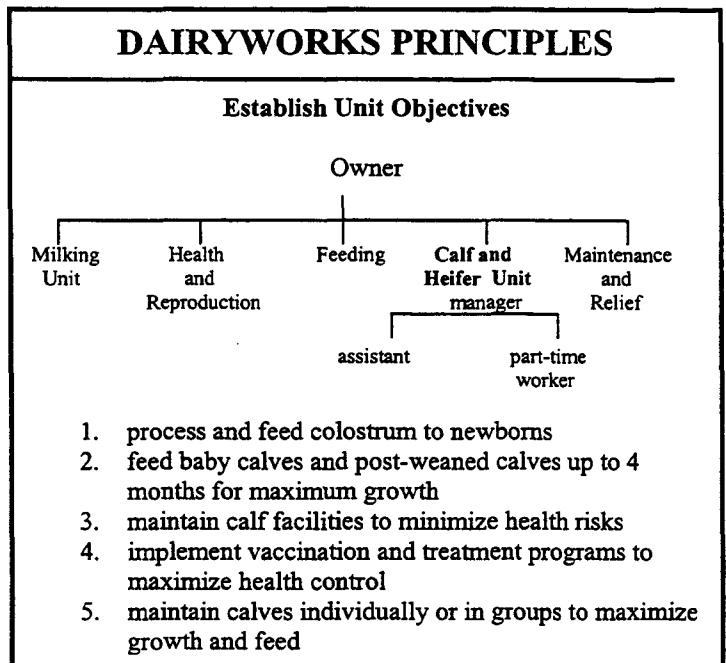 DAIRYWORKS PRINCIPLES
Establish Unit Objectives
Owner
Milking
Unit
Health
and
Reproduction
Feeding
Calf and
Heifer Unit
manager
Maintenance
and
Relief
assistant
part-time
worker
1. process and feed colostrum to newborns
2. feed baby calves and post-weaned calves up to 4
months for maximum growth
3. maintain calf facilities to minimize health risks
4. implement vaccination and treatment programs to
maximize health control
5. maintain calves individually or in groups to maximize
growth and feed